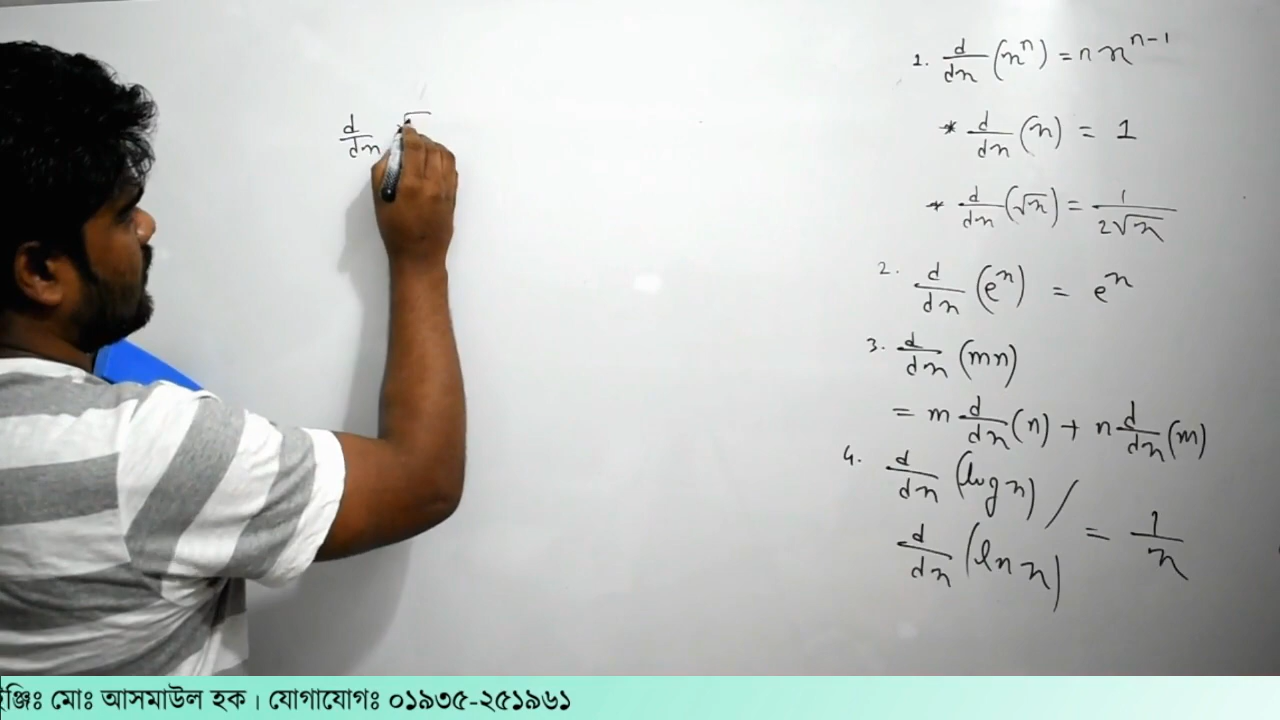 d/dx √
1. d/dx (x^n) = n x^{n-1}
* d/dx (x) = 1
* d/dx (√x) = 1/(2√x)
2. d/dx (e^x) = e^x
3. d/dx (mn)
= m d/dx (n) + n d/dx (m)
4. d/dx (log x) /
d/dx (ln x) = 1/x
ইঞ্জিঃ মোঃ আসমাউল হক। যোগাযোগঃ ০১৯৩৫-২৫১৯৬১